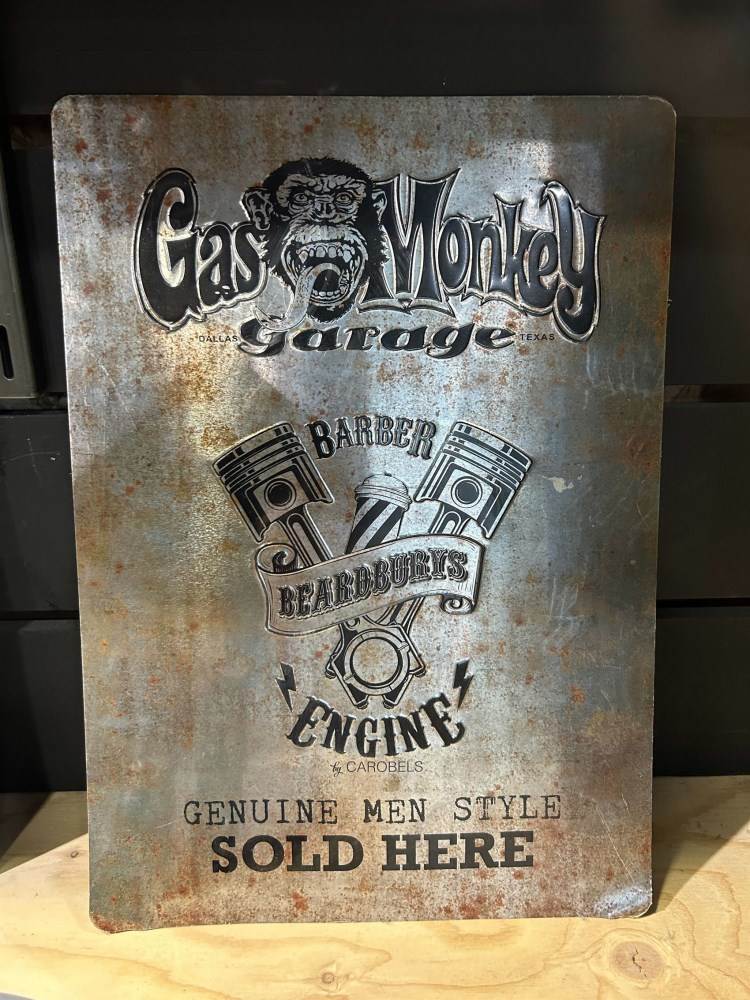 Gas Monkey
DALLAS Garage TEXAS
BARBER
BEARDBURYS
ENGINE
by CAROBELS
GENUINE MEN STYLE
SOLD HERE